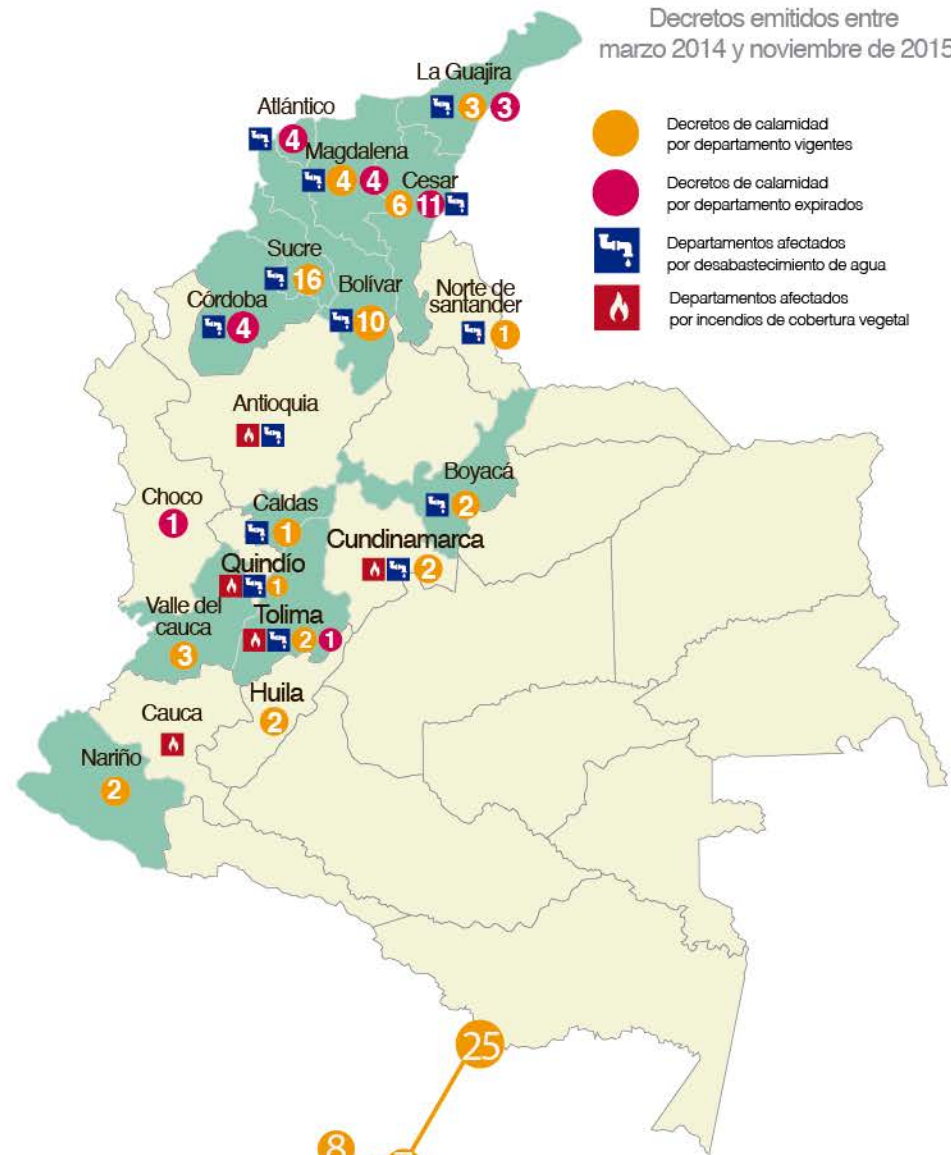 Decretos emitidos entre
marzo 2014 y noviembre de 2015
Decretos de calamidad
por departamento vigentes
Decretos de calamidad
por departamento expirados
Departamentos afectados
por desabastecimiento de agua
Departamentos afectados
por incendios de cobertura vegetal
La Guajira
3 3
Atlántico
4
Magdalena
4 4
Cesar
6 11
Sucre
16
Bolívar
10
Córdoba
4
Norte de
santander
1
Antioquia
Boyacá
2
Choco
1
Caldas
1
Cundinamarca
2
Quindío
1
Valle del
cauca
3
Tolima
2 1
Huila
2
Cauca
Nariño
2
25
8